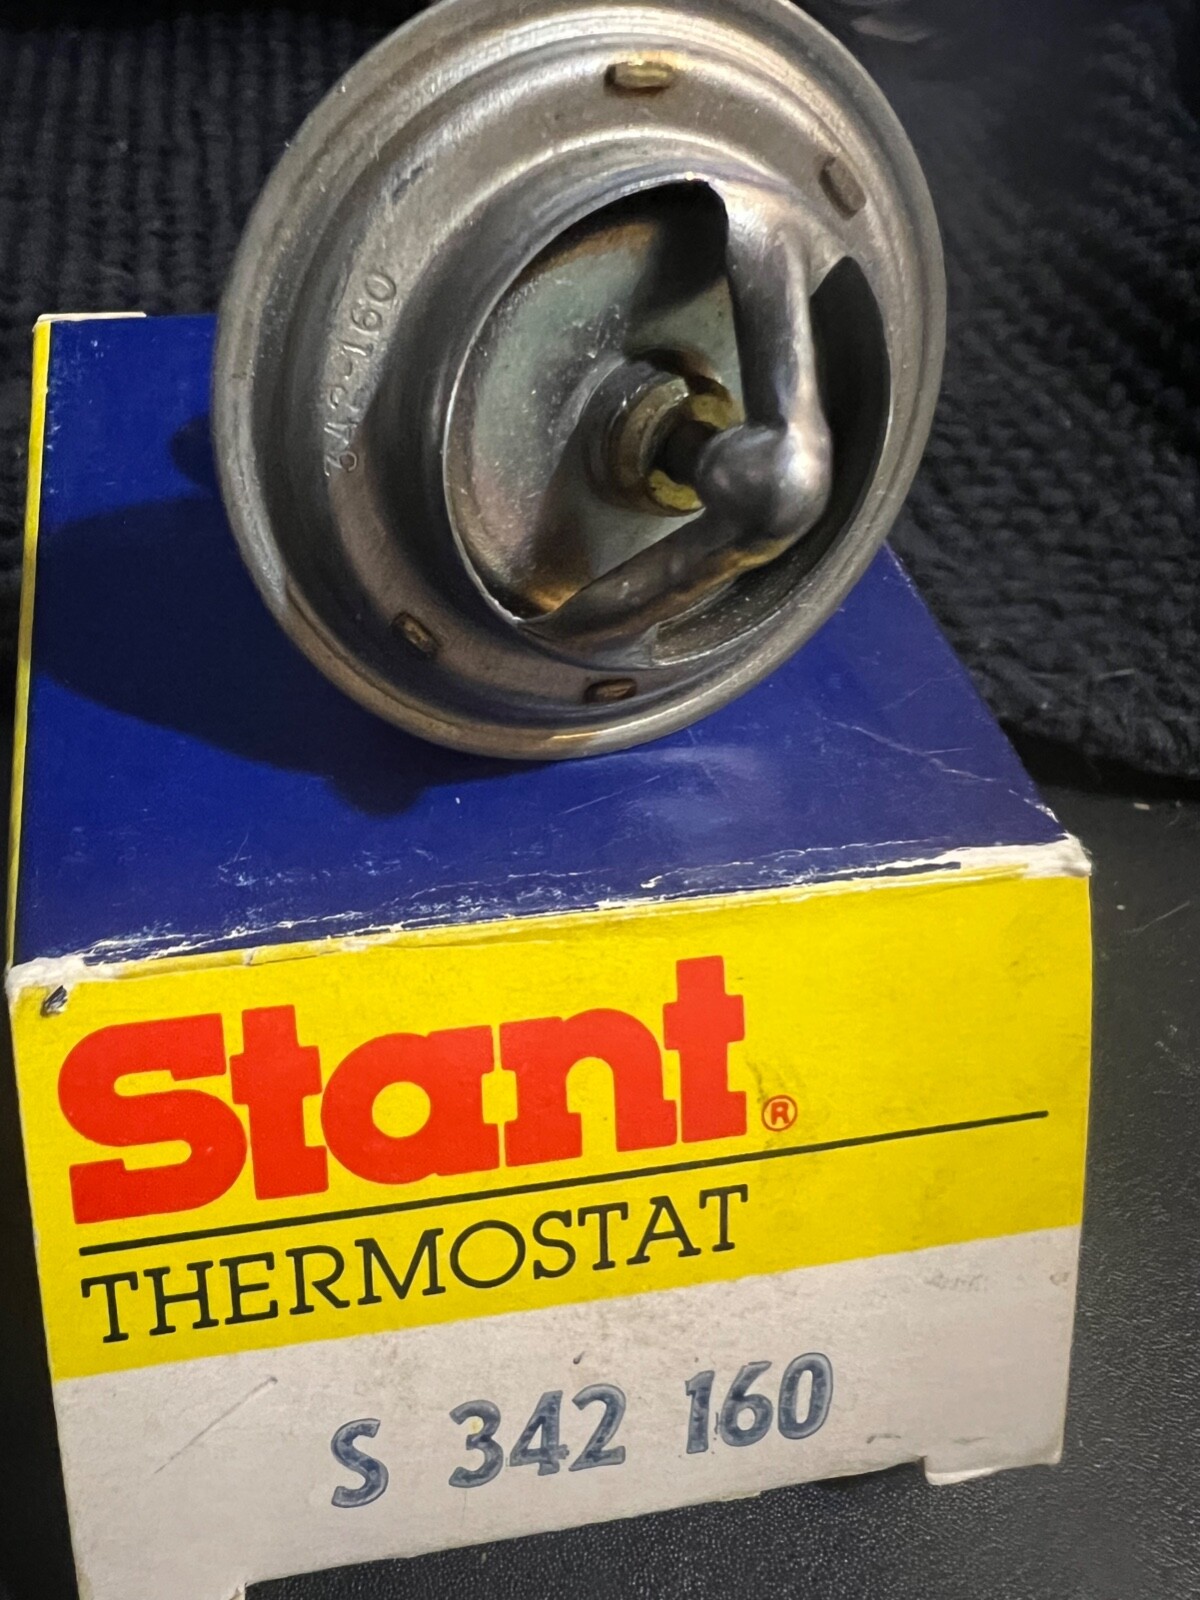 342-160
Stant®
THERMOSTAT
S 342 160